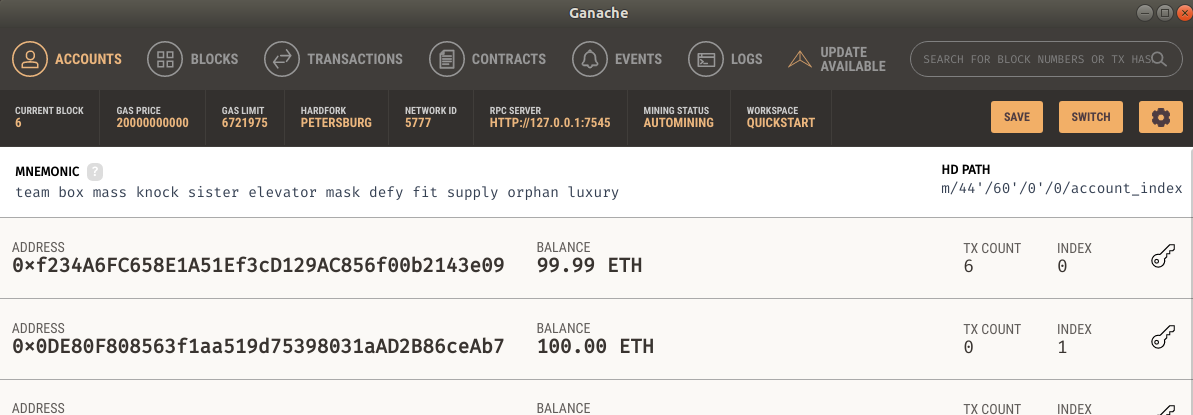 Ganache
ACCOUNTS BLOCKS TRANSACTIONS CONTRACTS EVENTS LOGS UPDATE AVAILABLE SEARCH FOR BLOCK NUMBERS OR TX HAS
CURRENT BLOCK GAS PRICE GAS LIMIT HARDFORK NETWORK ID RPC SERVER MINING STATUS WORKSPACE
6 20000000000 6721975 PETERSBURG 5777 HTTP://127.0.0.1:7545 AUTOMINING QUICKSTART SAVE SWITCH
MNEMONIC ? HD PATH
team box mass knock sister elevator mask defy fit supply orphan luxury m/44'/60'/0'/0/account_index
ADDRESS BALANCE TX COUNT INDEX
0×f234A6FC658E1A51Ef3cD129AC856f00b2143e09 99.99 ETH 6 0
ADDRESS BALANCE TX COUNT INDEX
0×0DE80F808563f1aa519d75398031aAD2B86ceAb7 100.00 ETH 0 1
ADDRESS BALANCE TX COUNT INDEX